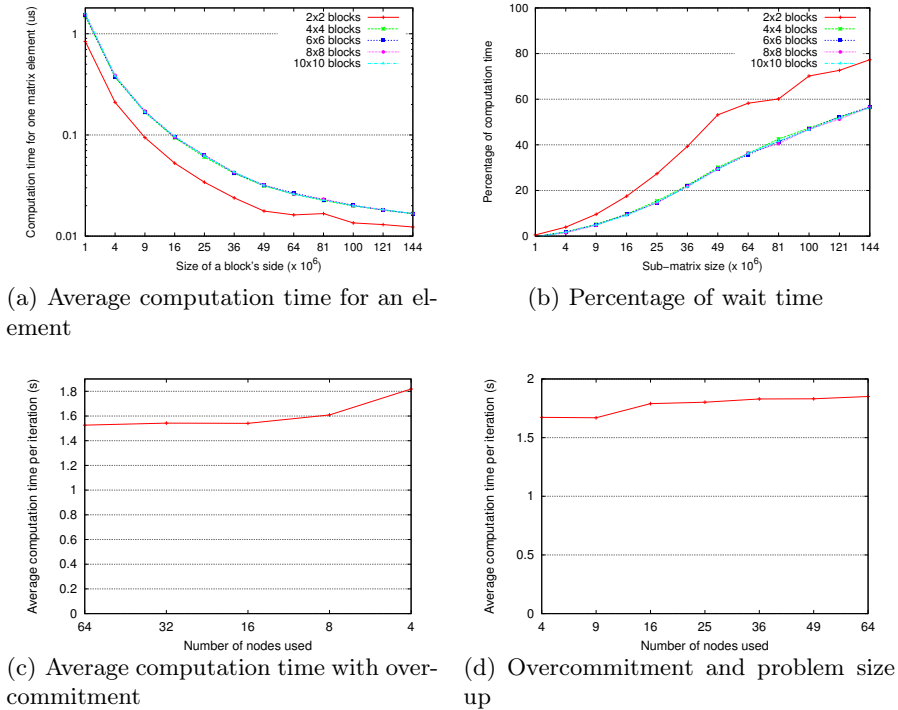 Computation time for one matrix element (us)
1
0.1
0.01
2x2 blocks
4x4 blocks
6x6 blocks
8x8 blocks
10x10 blocks
1 4 9 16 25 36 49 64 81 100 121 144
Size of a block's side (x 10^6)
(a) Average computation time for an el-
ement
Percentage of computation time
100
80
60
40
20
0
2x2 blocks
4x4 blocks
6x6 blocks
8x8 blocks
10x10 blocks
1 4 9 16 25 36 49 64 81 100 121 144
Sub-matrix size (x 10^6)
(b) Percentage of wait time
Average computation time per iteration (s)
1.8
1.6
1.4
1.2
1
0.8
0.6
0.4
0.2
0
64 32 16 8 4
Number of nodes used
(c) Average computation time with over-
commitment
Average computation time per iteration (s)
2
1.5
1
0.5
0
4 9 16 25 36 49 64
Number of nodes used
(d) Overcommitment and problem size
up